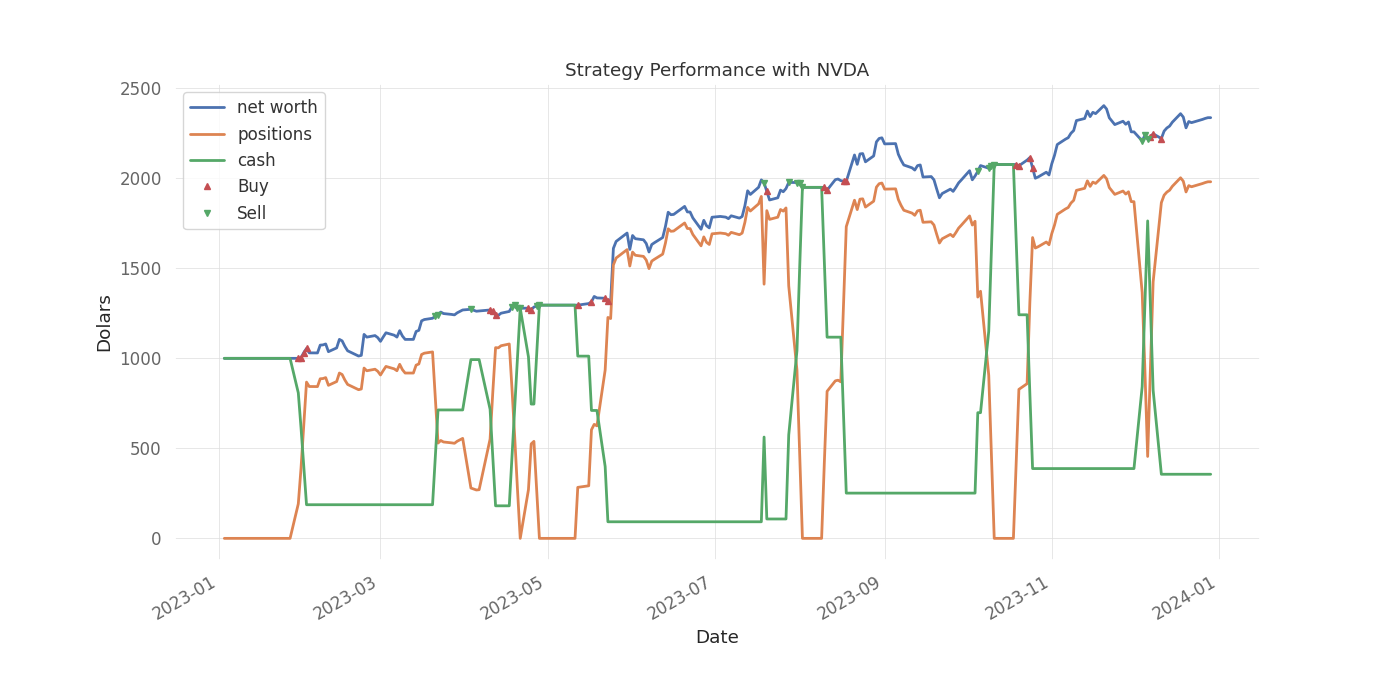 Strategy Performance with NVDA
2500
2000
1500
1000
500
0
Dolars
net worth
positions
cash
Buy
Sell
2023-01
2023-03
2023-05
2023-07
2023-09
2023-11
2024-01
Date